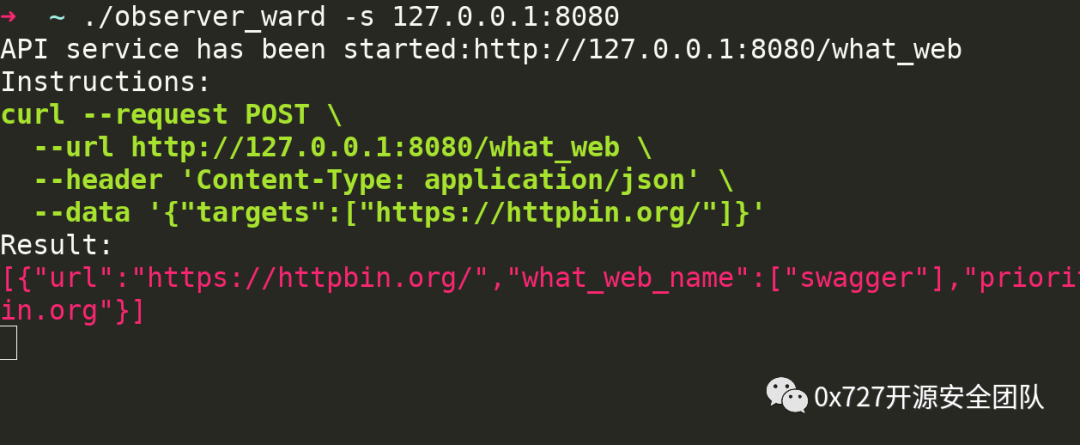 ➜  ~ ./observer_ward -s 127.0.0.1:8080
API service has been started:http://127.0.0.1:8080/what_web
Instructions:
curl --request POST \
  --url http://127.0.0.1:8080/what_web \
  --header 'Content-Type: application/json' \
  --data '{"targets":["https://httpbin.org/"]}'
Result:
[{"url":"https://httpbin.org/","what_web_name":["swagger"],"priorit
in.org"}]
0x727开源安全团队